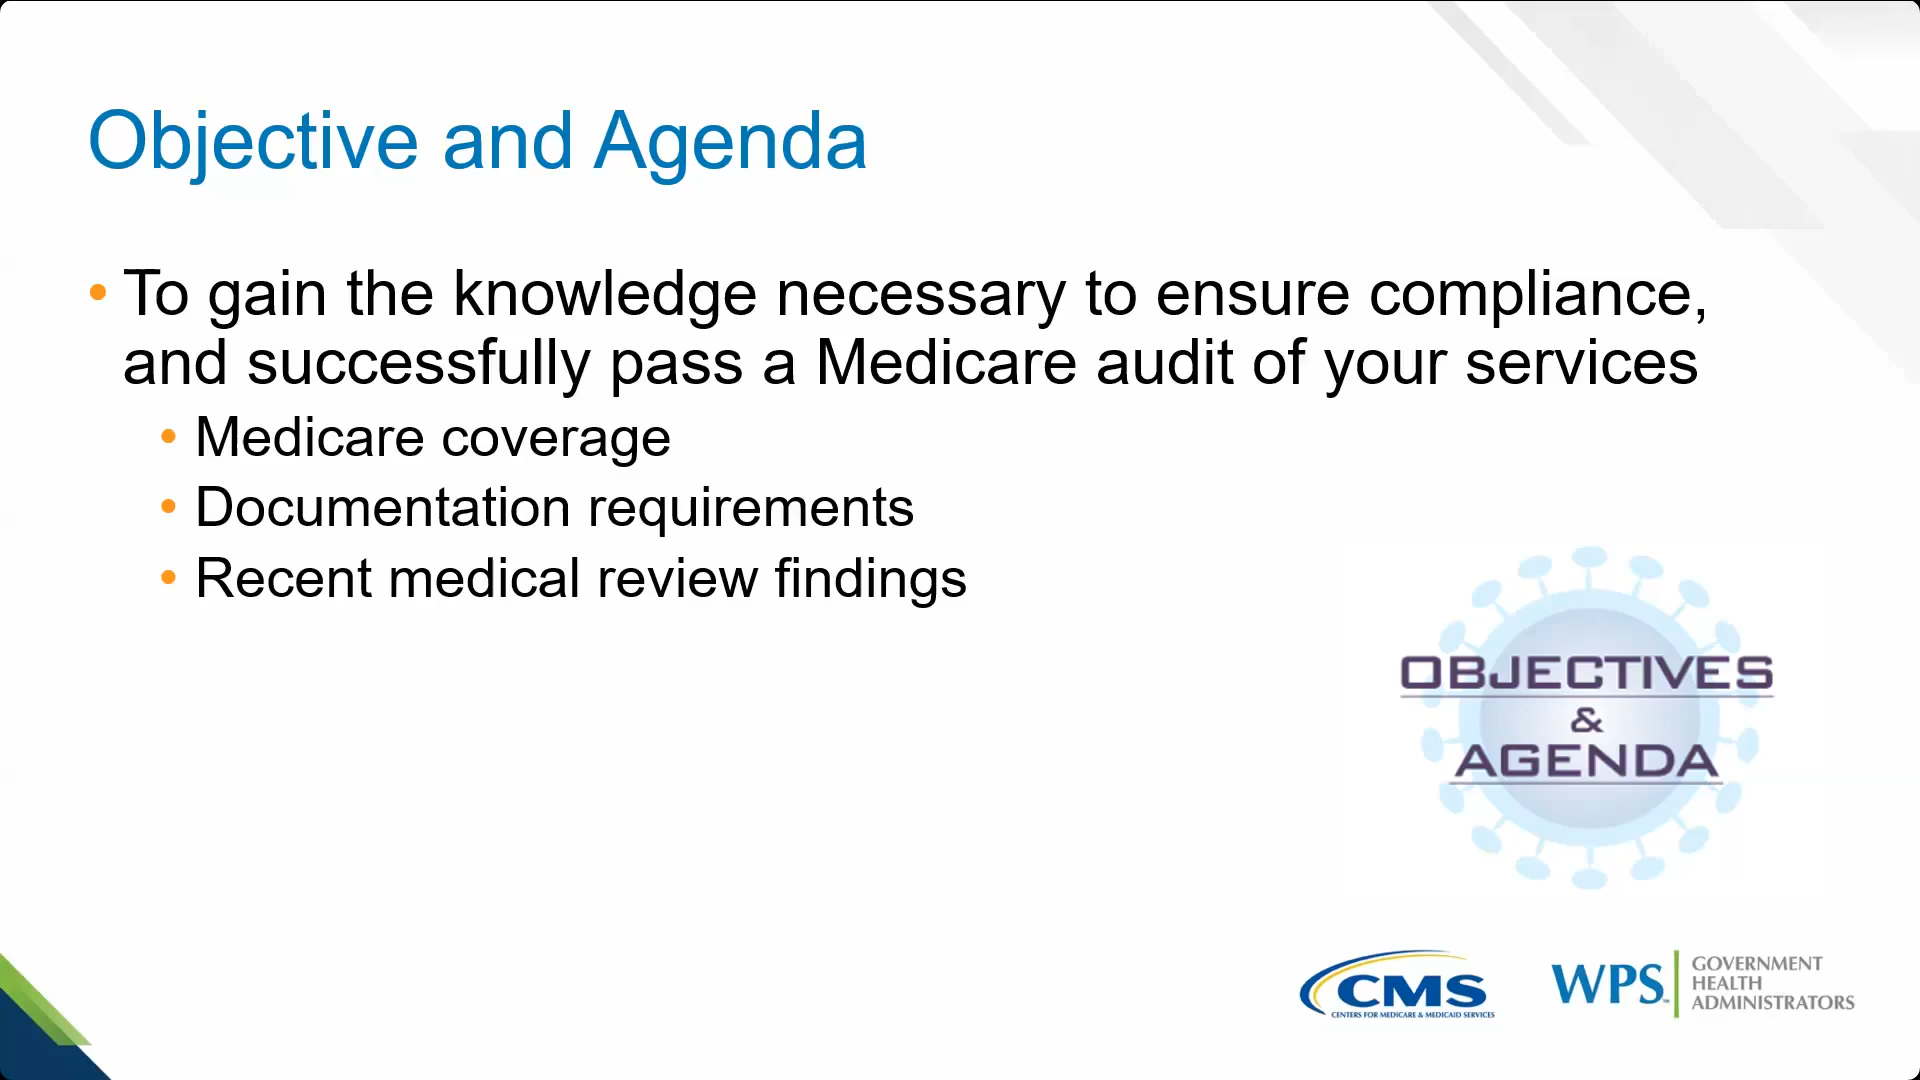 Objective and Agenda
• To gain the knowledge necessary to ensure compliance,
and successfully pass a Medicare audit of your services
• Medicare coverage
• Documentation requirements
• Recent medical review findings
OBJECTIVES
&
AGENDA
CMS
CENTERS FOR MEDICARE & MEDICAID SERVICES
WPS™
GOVERNMENT
HEALTH
ADMINISTRATORS